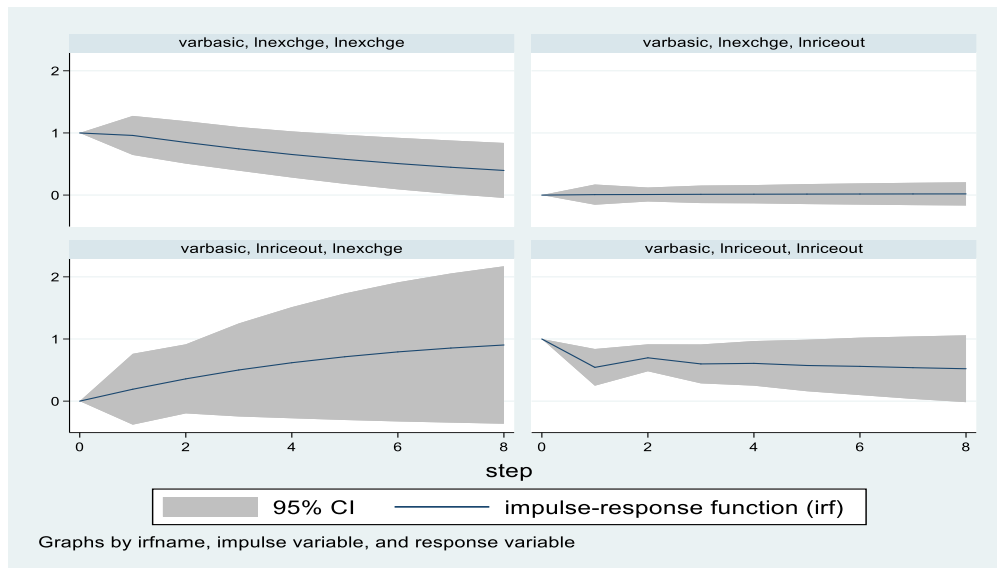 varbasic, lnexchge, lnexchge
varbasic, lnexchge, lnriceout
2
1
0
varbasic, lnriceout, lnexchge
varbasic, lnriceout, lnriceout
2
1
0
0 2 4 6 8
0 2 4 6 8
step
95% CI
impulse-response function (irf)
Graphs by irfname, impulse variable, and response variable